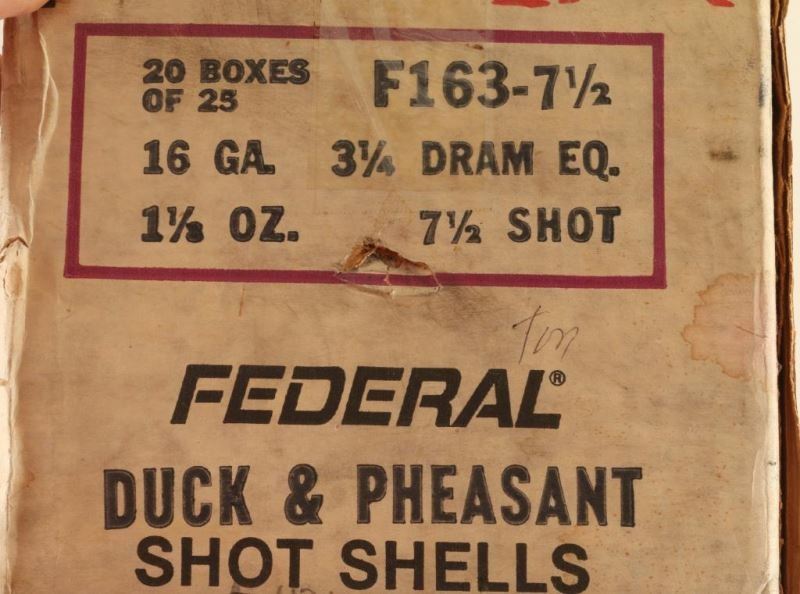 20 BOXES OF 25 F163-7½
16 GA. 3¼ DRAM EQ.
1⅛ OZ. 7½ SHOT
Tom
FEDERAL®
DUCK & PHEASANT
SHOT SHELLS